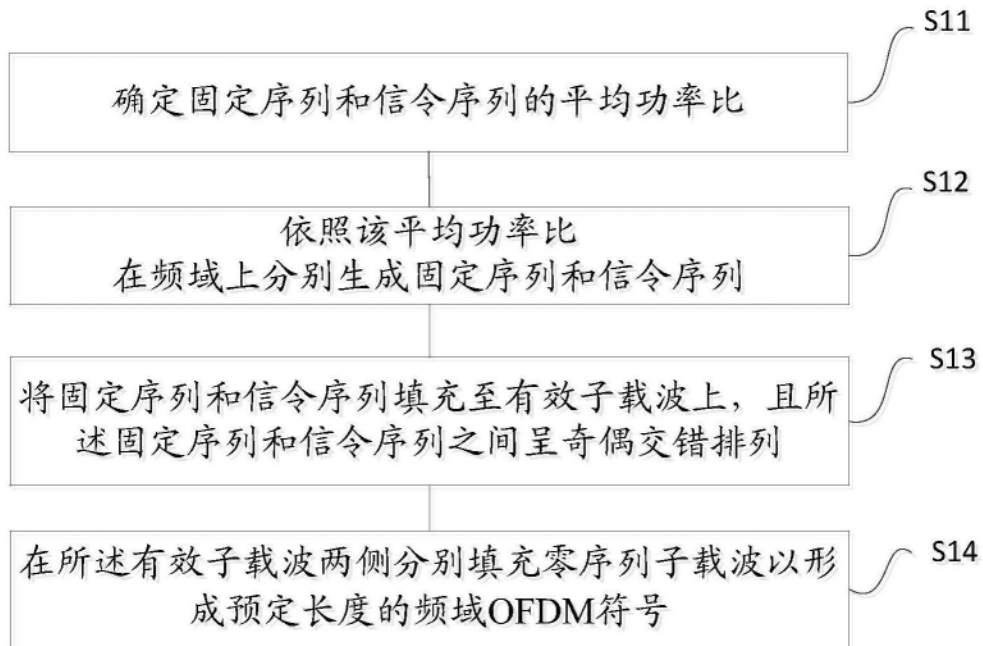 S11
确定固定序列和信令序列的平均功率比
S12
依照该平均功率比
在频域上分别生成固定序列和信令序列
S13
将固定序列和信令序列填充至有效子载波上，且所
述固定序列和信令序列之间呈奇偶交错排列
S14
在所述有效子载波两侧分别填充零序列子载波以形
成预定长度的频域OFDM符号